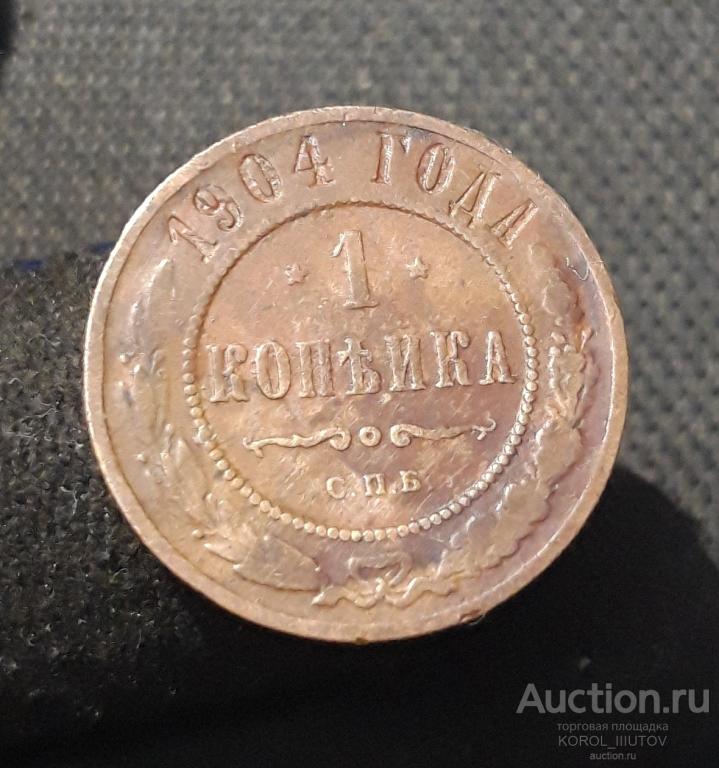 1904 ГОДА
* 1 *
КОПѢЙКА
С.П.Б
Auction.ru
торговая площадка
KOROL_IIIUTOV
auction.ru